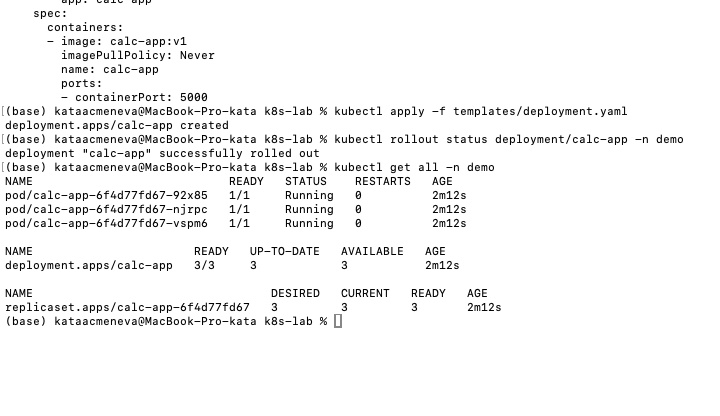 app: calc-app
spec:
containers:
- image: calc-app:v1
imagePullPolicy: Never
name: calc-app
ports:
- containerPort: 5000
[(base) kataacmeneva@MacBook-Pro-kata k8s-lab % kubectl apply -f templates/deployment.yaml
deployment.apps/calc-app created
[(base) kataacmeneva@MacBook-Pro-kata k8s-lab % kubectl rollout status deployment/calc-app -n demo
deployment "calc-app" successfully rolled out
[(base) kataacmeneva@MacBook-Pro-kata k8s-lab % kubectl get all -n demo
NAME READY STATUS RESTARTS AGE
pod/calc-app-6f4d77fd67-92x85 1/1 Running 0 2m12s
pod/calc-app-6f4d77fd67-njrpc 1/1 Running 0 2m12s
pod/calc-app-6f4d77fd67-vspm6 1/1 Running 0 2m12s
NAME READY UP-TO-DATE AVAILABLE AGE
deployment.apps/calc-app 3/3 3 3 2m12s
NAME DESIRED CURRENT READY AGE
replicaset.apps/calc-app-6f4d77fd67 3 3 3 2m12s
(base) kataacmeneva@MacBook-Pro-kata k8s-lab %